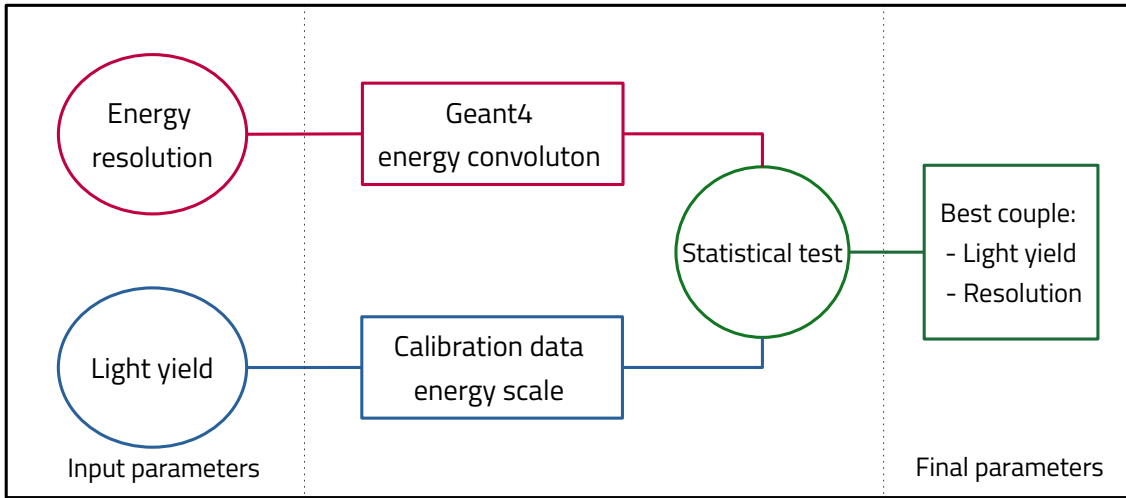 Energy
resolution
Geant4
energy convoluton
Statistical test
Best couple:
- Light yield
- Resolution
Light yield
Calibration data
energy scale
Input parameters
Final parameters